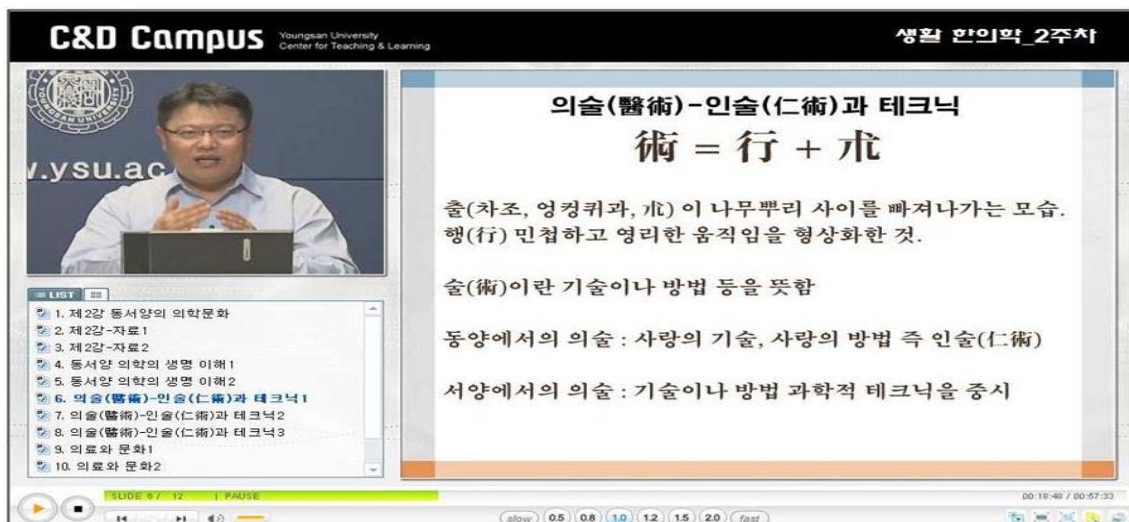 C&D Campus Youngsan University
Center for Teaching & Learning
생활 한의학_2주차
YOUNGSAN UNIVERSITY
w.ysu.ac
의술(醫術)-인술(仁術)과 테크닉
術 = 行 + 朮
출(차조, 엉컹퀴과, 朮) 이 나무뿌리 사이를 빠져나가는 모습.
행(行) 민첩하고 영리한 움직임을 형상화한 것.
술(術)이란 기술이나 방법 등을 뜻함
동양에서의 의술 : 사랑의 기술, 사랑의 방법 즉 인술(仁術)
서양에서의 의술 : 기술이나 방법 과학적 테크닉을 중시
LIST
1. 제2강 동서양의 의학문화
2. 제2강-자료1
3. 제2강-자료2
4. 동서양 의학의 생명 이해1
5. 동서양 의학의 생명 이해2
6. 의술(醫術)-인술(仁術)과 테크닉1
7. 의술(醫術)-인술(仁術)과 테크닉2
8. 의술(醫術)-인술(仁術)과 테크닉3
9. 의료와 문화1
10. 의료와 문화2
SLIDE 6 / 12 | PAUSE
00:18:48 / 00:57:33
slow 0.5 0.8 1.0 1.2 1.5 2.0 fast